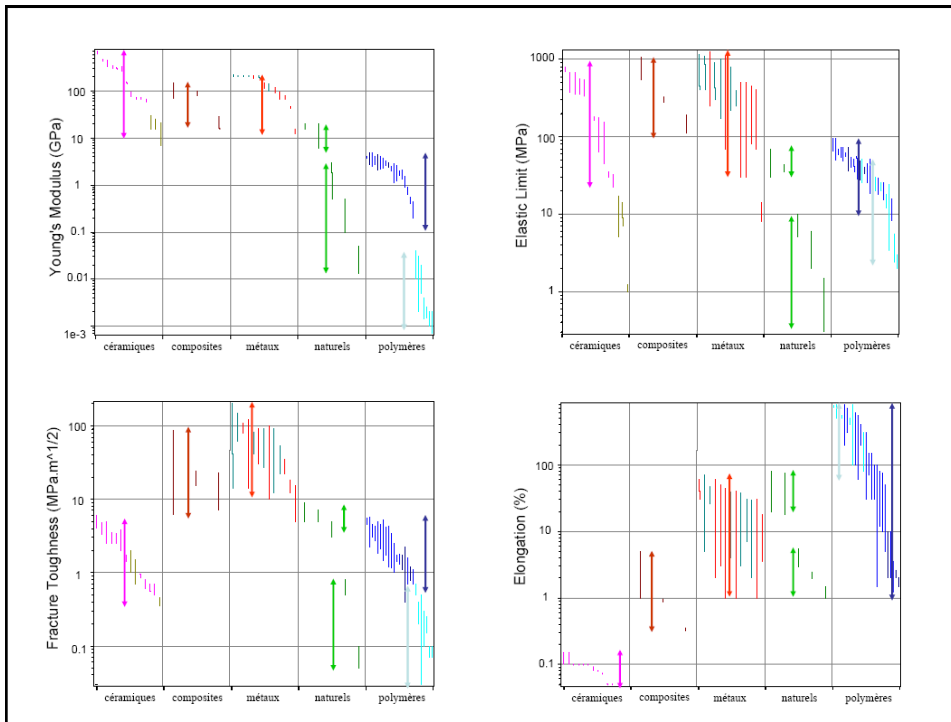 Young's Modulus (GPa)
100
10
1
0.1
0.01
1e-3
céramiques composites métaux naturels polymères
Elastic Limit (MPa)
1000
100
10
1
céramiques composites métaux naturels polymères
Fracture Toughness (MPa.m^1/2)
100
10
1
0.1
céramiques composites métaux naturels polymères
Elongation (%)
100
10
1
0.1
céramiques composites métaux naturels polymères